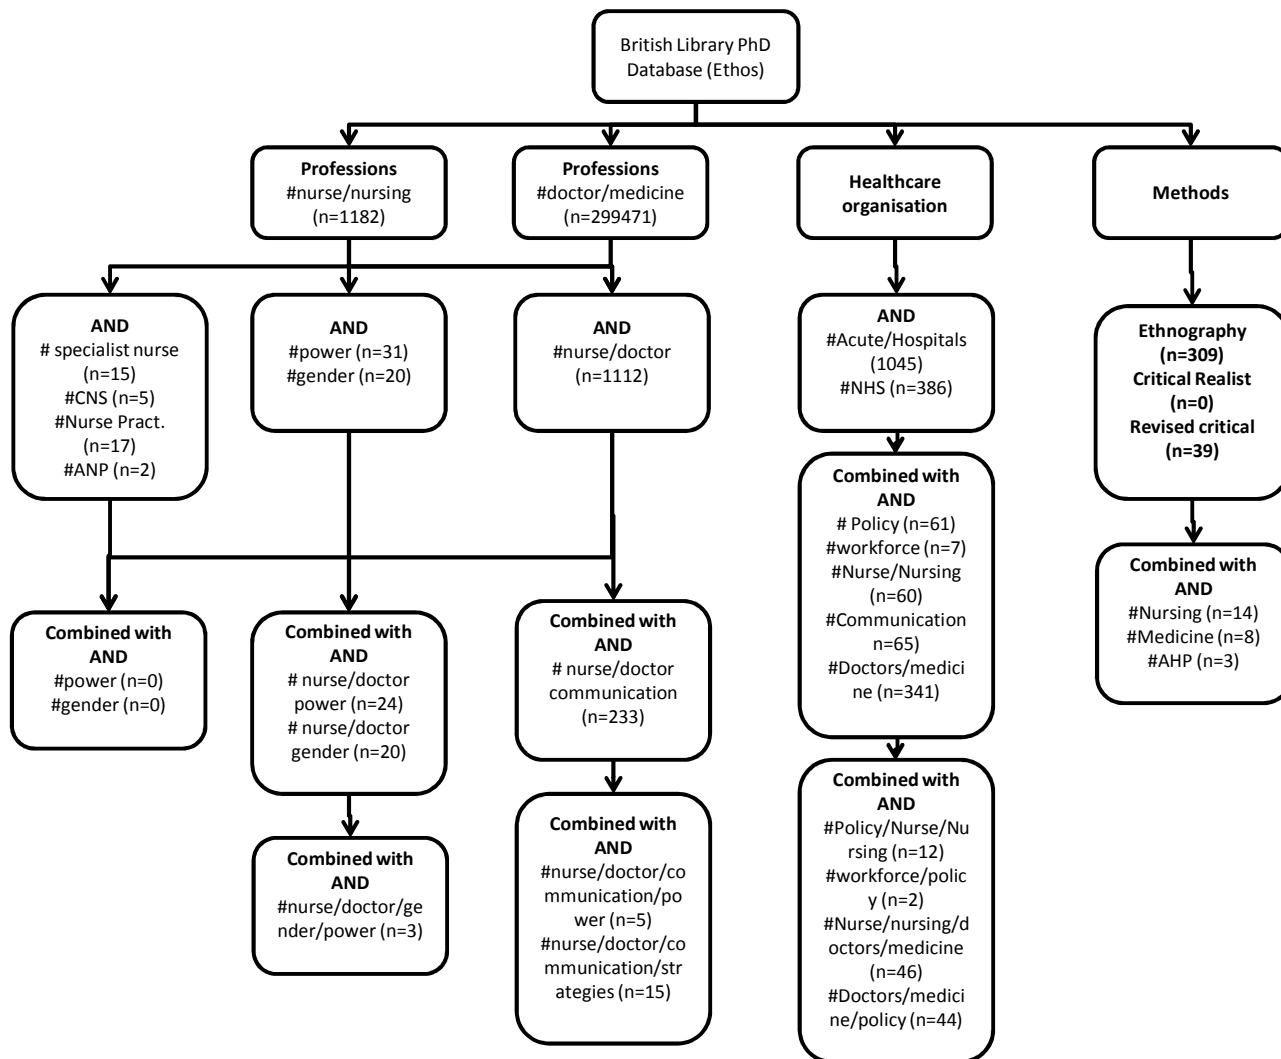 British Library PhD
Database (Ethos)
Professions
#nurse/nursing
(n=1182)
Professions
#doctor/medicine
(n=299471)
Healthcare
organisation
Methods
AND
# specialist nurse
(n=15)
#CNS (n=5)
#Nurse Pract.
(n=17)
#ANP (n=2)
AND
#power (n=31)
#gender (n=20)
AND
#nurse/doctor
(n=1112)
AND
#Acute/Hospitals
(1045)
#NHS (n=386)
Ethnography
(n=309)
Critical Realist
(n=0)
Revised critical
(n=39)
Combined with
AND
#power (n=0)
#gender (n=0)
Combined with
AND
# nurse/doctor
power (n=24)
# nurse/doctor
gender (n=20)
Combined with
AND
# nurse/doctor
communication
(n=233)
Combined with
AND
# Policy (n=61)
#workforce (n=7)
#Nurse/Nursing
(n=60)
#Communication
n=65)
#Doctors/medic
ine (n=341)
Combined with
AND
#Nursing (n=14)
#Medicine (n=8)
#AHP (n=3)
Combined with
AND
#nurse/doctor/ge
nder/power (n=3)
Combined with
AND
#nurse/doctor/co
mmunication/po
wer (n=5)
#nurse/doctor/co
mmunication/str
ategies (n=15)
Combined with
AND
#Policy/Nurse/Nu
rsing (n=12)
#workforce/polic
y (n=2)
#Nurse/nursing/d
octors/medicine
(n=46)
#Doctors/medici
ne/policy (n=44)